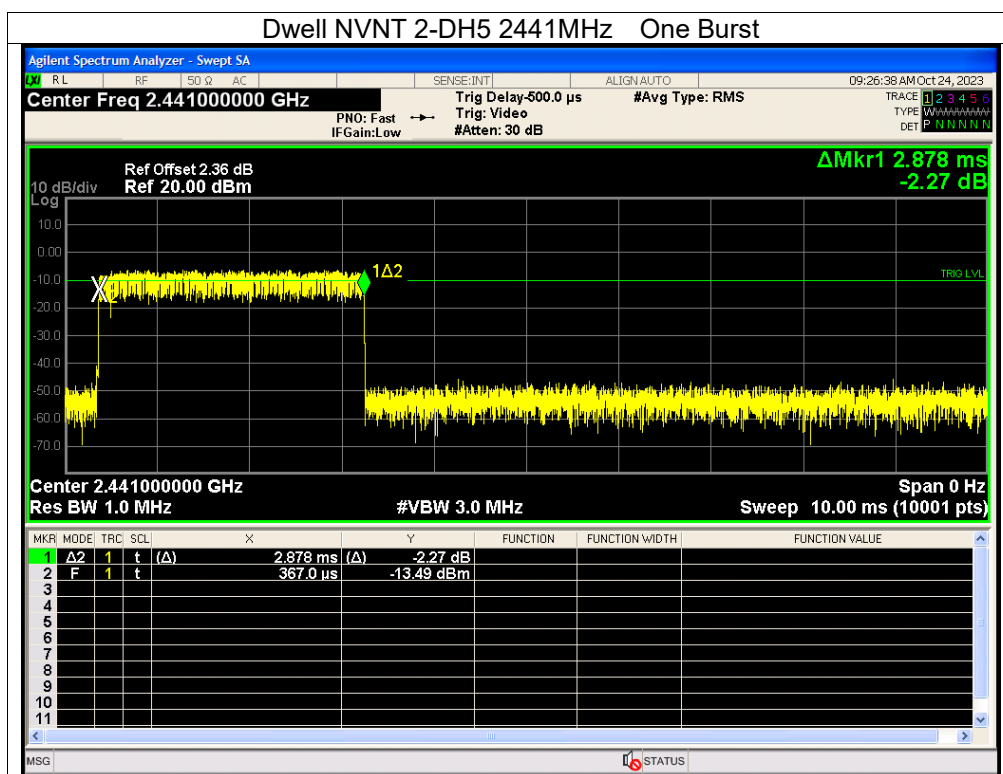 Dwell NVNT 2-DH5 2441MHz One Burst
Agilent Spectrum Analyzer - Swept SA
LXI RL RF 50 Ω AC SENSE:INT ALIGN AUTO 09:26:38 AM Oct 24, 2023
Center Freq 2.441000000 GHz Trig Delay-500.0 µs #Avg Type: RMS TRACE 1 2 3 4 5 6
PNO: Fast Trig: Video TYPE WWWWWW
IFGain:Low #Atten: 30 dB DET P N N N N N
ΔMkr1 2.878 ms
Ref Offset 2.36 dB
10 dB/div Ref 20.00 dBm -2.27 dB
Log
10.0
0.00
1Δ2
-10.0 TRIG LVL
-20.0
-30.0
-40.0
-50.0
-60.0
-70.0
Center 2.441000000 GHz Span 0 Hz
Res BW 1.0 MHz #VBW 3.0 MHz Sweep 10.00 ms (10001 pts)
MKR MODE TRC SCL X Y FUNCTION FUNCTION WIDTH FUNCTION VALUE
1 Δ2 1 t (Δ) 2.878 ms (Δ) -2.27 dB
2 F 1 t 367.0 µs -13.49 dBm
3
4
5
6
7
8
9
10
11
MSG STATUS